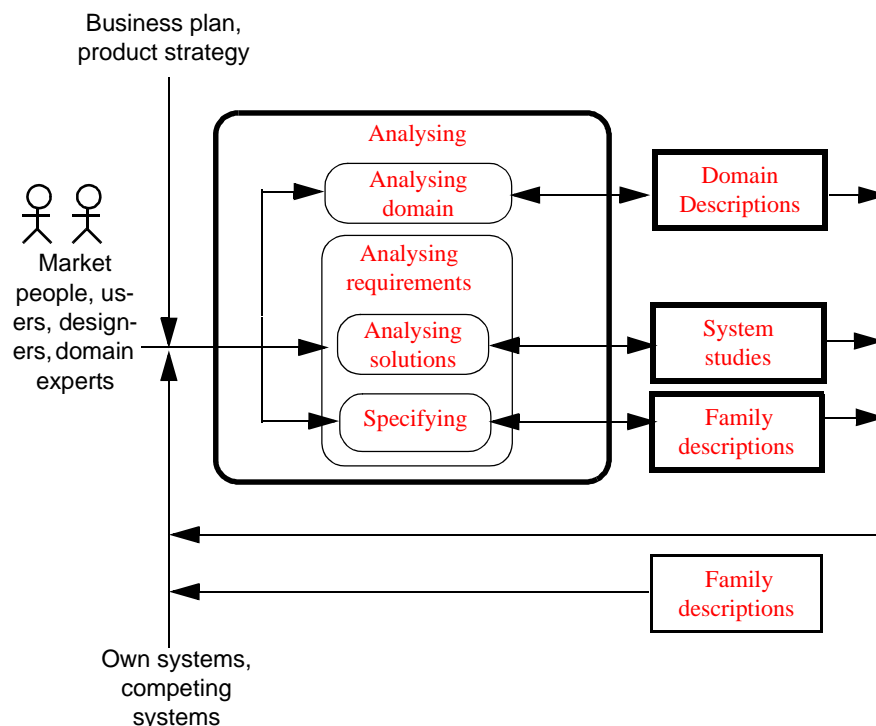 Business plan,
product strategy
Analysing
Analysing
domain
Domain
Descriptions
Market
people, us-
ers, design-
ers, domain
experts
Analysing
requirements
Analysing
solutions
System
studies
Specifying
Family
descriptions
Family
descriptions
Own systems,
competing
systems